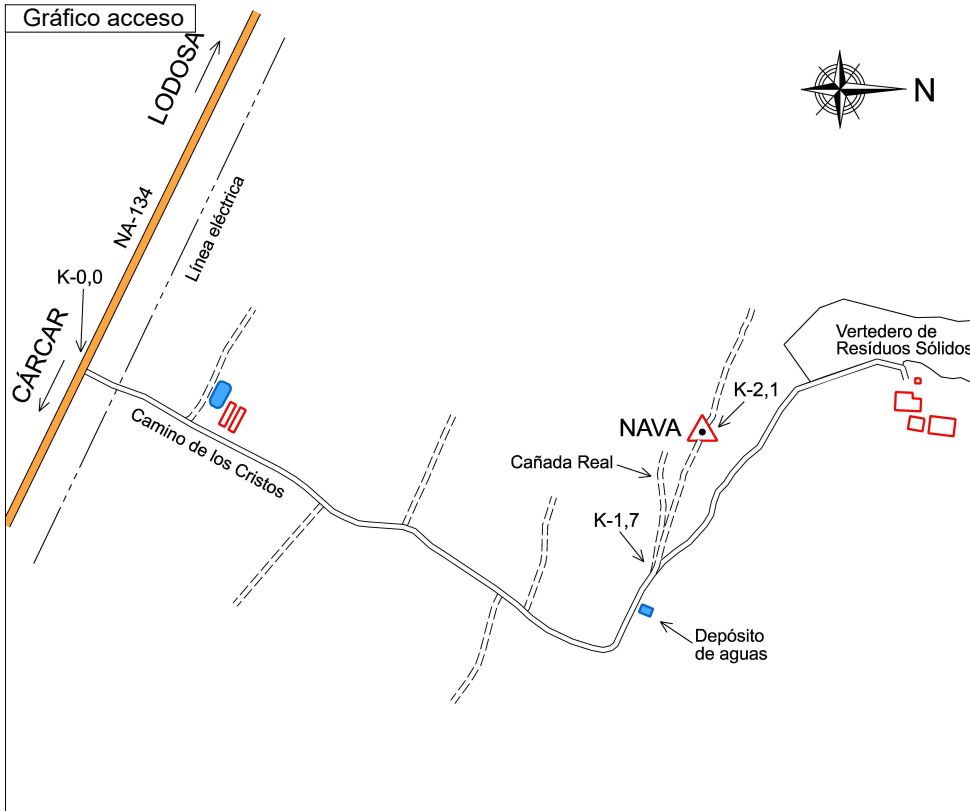 Gráfico acceso
LODOSA
N
NA-134
Línea eléctrica
K-0,0
CÁRCAR
Camino de los Cristos
Vertedero de
Resíduos Sólidos
K-2,1
NAVA
Cañada Real
K-1,7
Depósito
de aguas